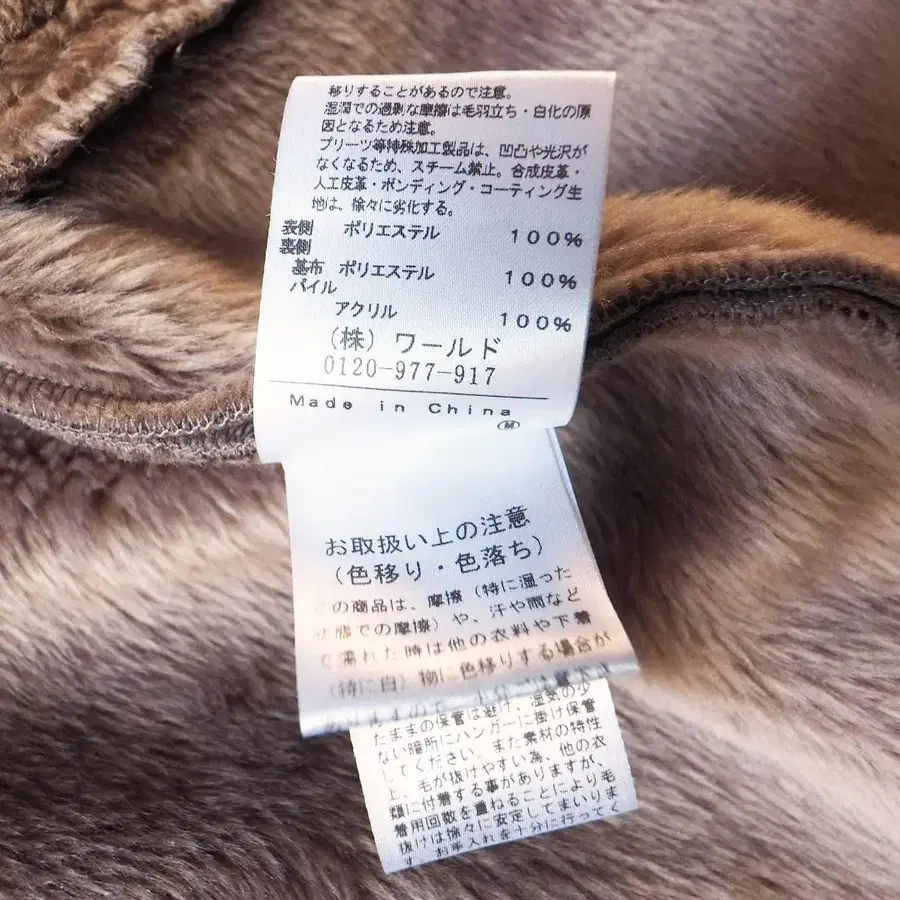 移りすることがあるので注意。
湿潤での過剰な摩擦は毛羽立ち・白化の原
因となるため注意。
プリーツ等特殊加工製品は、凹凸や光沢が
なくなるため、スチーム禁止。合成皮革・
人工皮革・ボンディング・コーティング生
地は、徐々に劣化する。
表側 ポリエステル 100%
裏側
基布 ポリエステル 100%
パイル
アクリル 100%
(株) ワールド
0120-977-917
Made in China
M
お取扱い上の注意
(色移り・色落ち)
の商品は、摩擦 (特に湿った
状態での摩擦) や、汗や雨など
で濡れた時は他の衣料や下着
(特に白) 物に色移りする場合が
たままの保管は避け、湿気の少
ない暗所にハンガーに掛け保管
してください。また素材の特性
上、毛が抜けやすい為、他の衣
類に付着する事がありますが、
着用回数を重ねることにより毛
抜けは徐々に安定してまいりま
す。お手入れを十分に行ってく